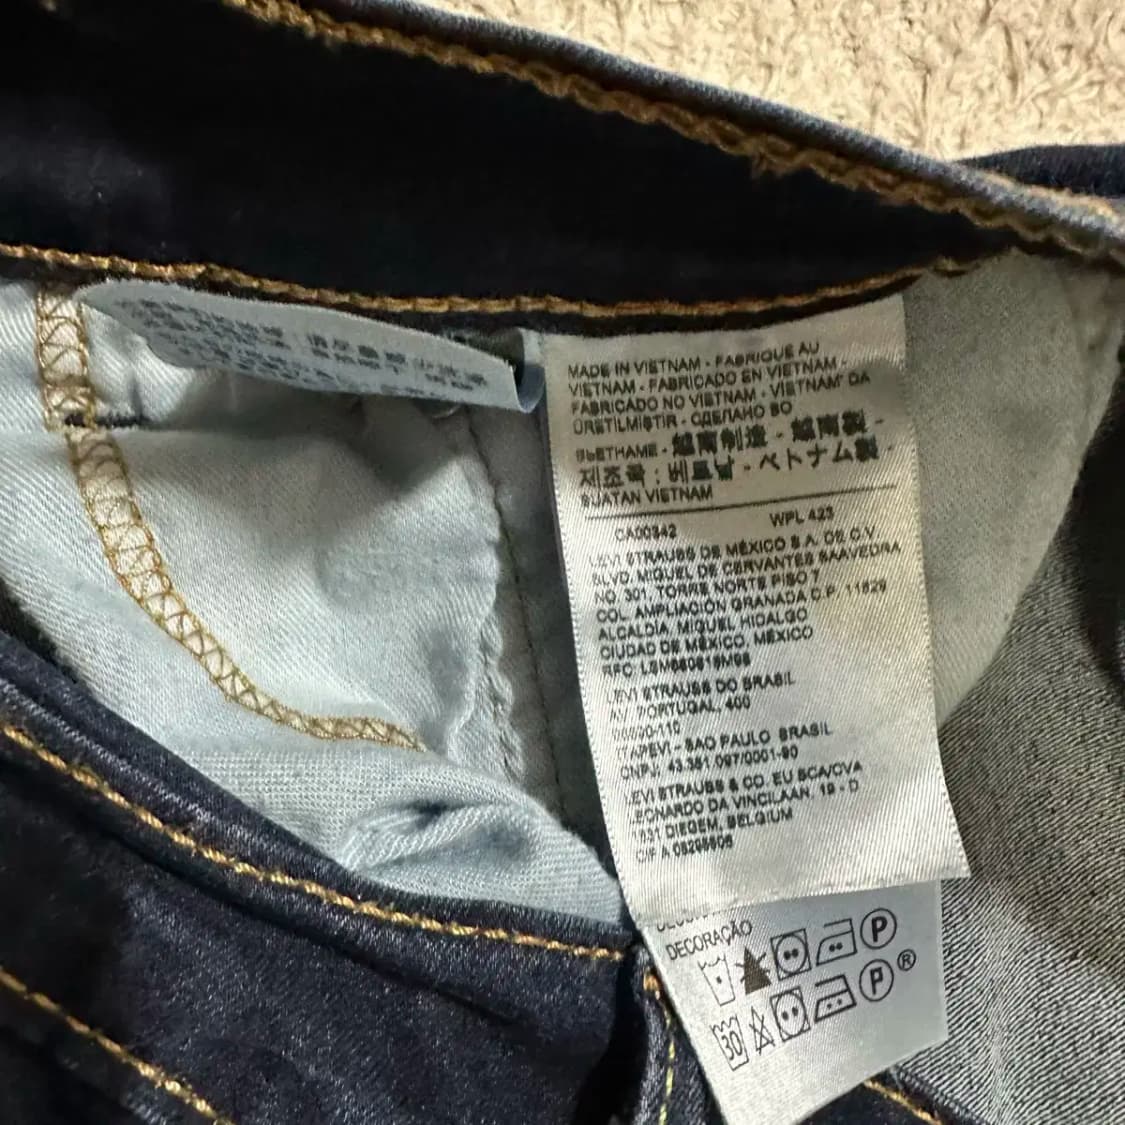 MADE IN VIETNAM - FABRIQUE AU
VIETNAM - FABRICADO EN VIETNAM -
FABRICADO NO VIETNAM - VIETNAM' DA
ÜRETILMİŞTİR - СДЕЛАНО ВО
ВЬЕТНАМЕ - 越南制造 - 越南製 -
제조국 : 베트남 - ベトナム製 -
BUATAN VIETNAM
CA00342 WPL 423
LEVI STRAUSS DE MÉXICO S.A. DE C.V.
BLVD. MIGUEL DE CERVANTES SAAVEDRA
NO. 301, TORRE NORTE PISO 7
COL. AMPLIACIÓN GRANADA C.P. 11529
ALCALDÍA, MIGUEL HIDALGO
CIUDAD DE MÉXICO, MÉXICO
RFC:
LEVI STRAUSS DO BRASIL
AV. PORTUGAL, 400
ITAPEVI - SAO PAULO BRASIL
CNPJ. 43.381.097/0001-90
LEVI STRAUSS & CO. EU BCA/CVA
LEONARDO DA VINCILAAN, 19 - D
1831 DIEGEM, BELGIUM
CIF A
DECORAÇÃO
P
30 P ®